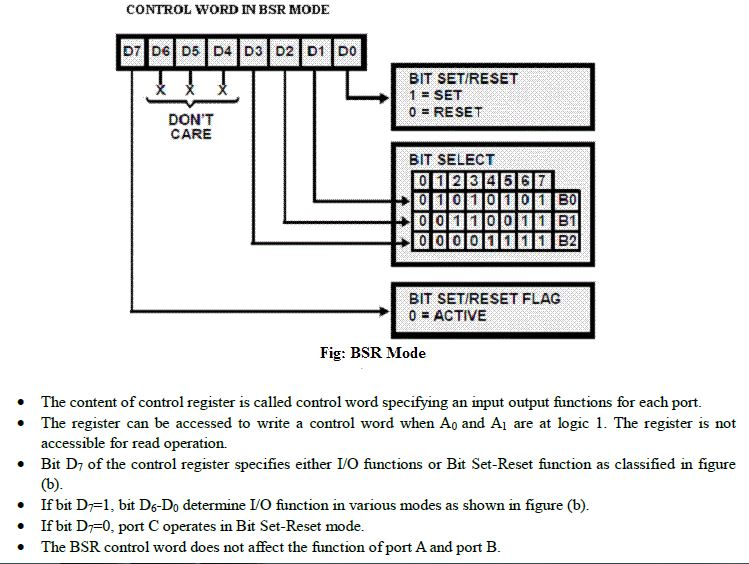 CONTROL WORD IN BSR MODE
D7 D6 D5 D4 D3 D2 D1 D0
X X X
DON'T
CARE
BIT SET/RESET
1 = SET
0 = RESET
BIT SELECT
0 1 2 3 4 5 6 7
0 1 0 1 0 1 0 1 B0
0 0 1 1 0 0 1 1 B1
0 0 0 0 1 1 1 1 B2
BIT SET/RESET FLAG
0 = ACTIVE
Fig: BSR Mode
• The content of control register is called control word specifying an input output functions for each port.
• The register can be accessed to write a control word when A0 and A1 are at logic 1. The register is not
accessible for read operation.
• Bit D7 of the control register specifies either I/O functions or Bit Set-Reset function as classified in figure
(b).
• If bit D7=1, bit D6-D0 determine I/O function in various modes as shown in figure (b).
• If bit D7=0, port C operates in Bit Set-Reset mode.
• The BSR control word does not affect the function of port A and port B.